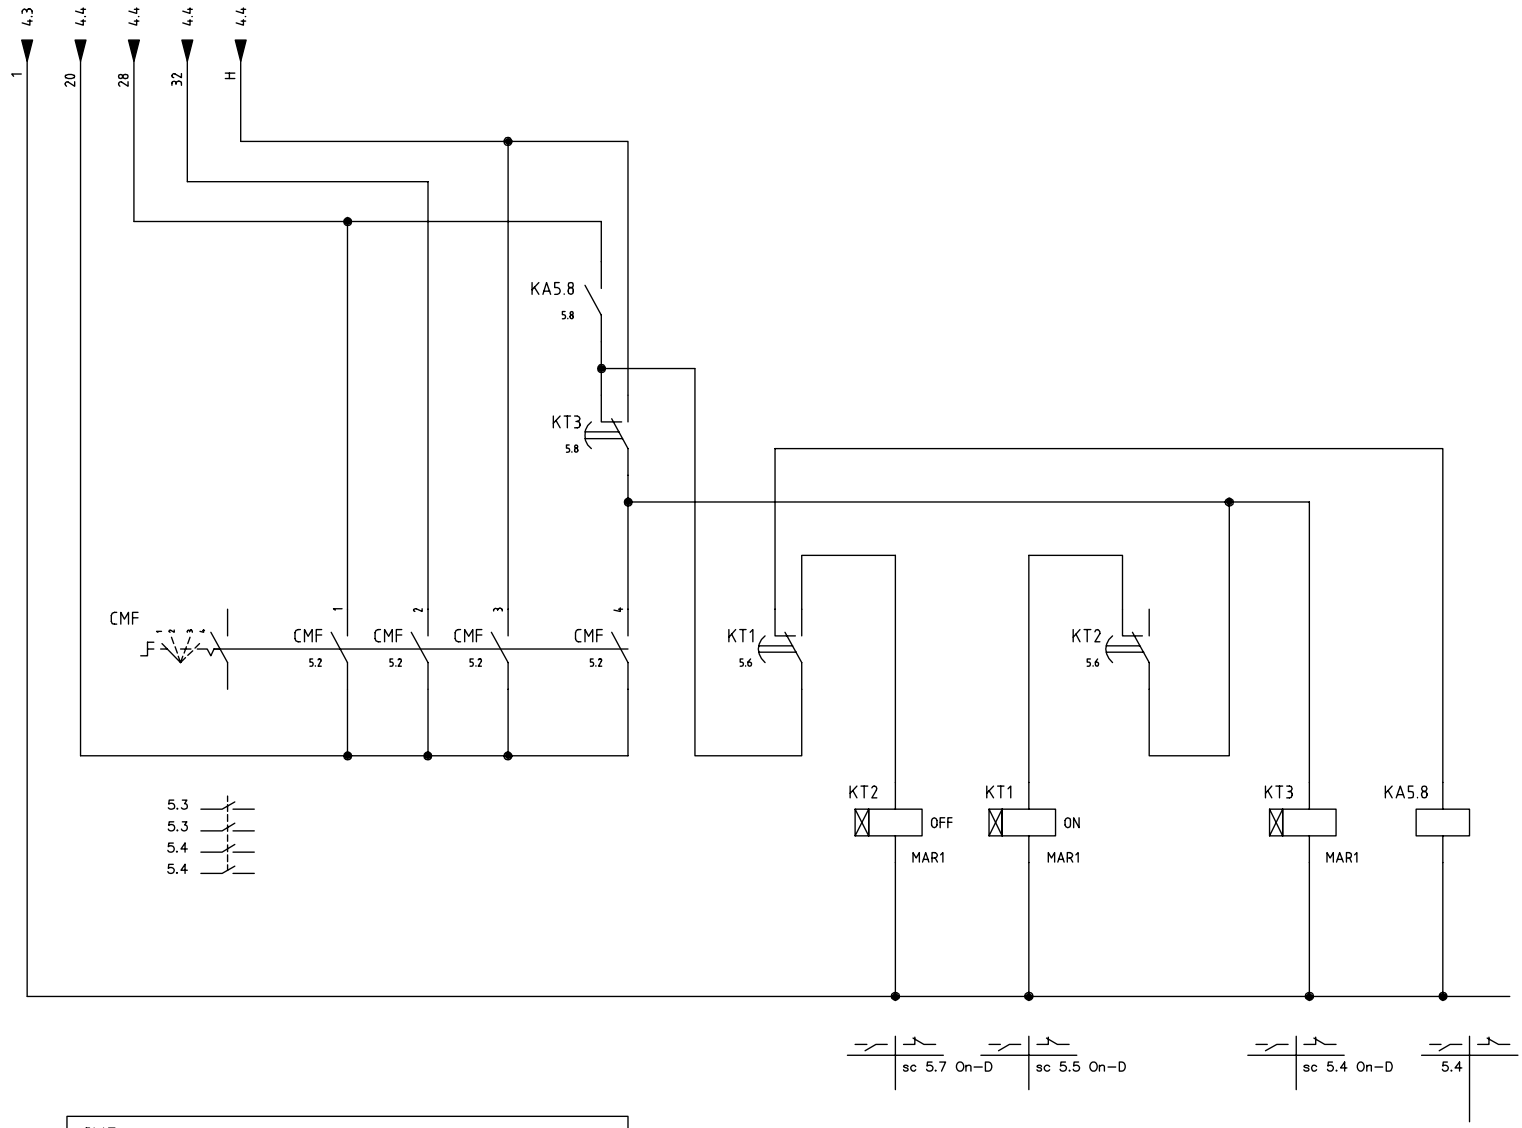 4.3 4.4 4.4 4.4 4.4
1 20 28 32 H
KA5.8
5.8
KT3
5.8
1 2 3 4
CMF
1 2 3 4
CMF CMF CMF CMF
5.2 5.2 5.2 5.2
KT1
5.6
KT2
5.6
KT2 KT1 KT3 KA5.8
OFF ON
MAR1 MAR1 MAR1
5.3
5.3
5.4
5.4
sc 5.7 On-D sc 5.5 On-D sc 5.4 On-D 5.4